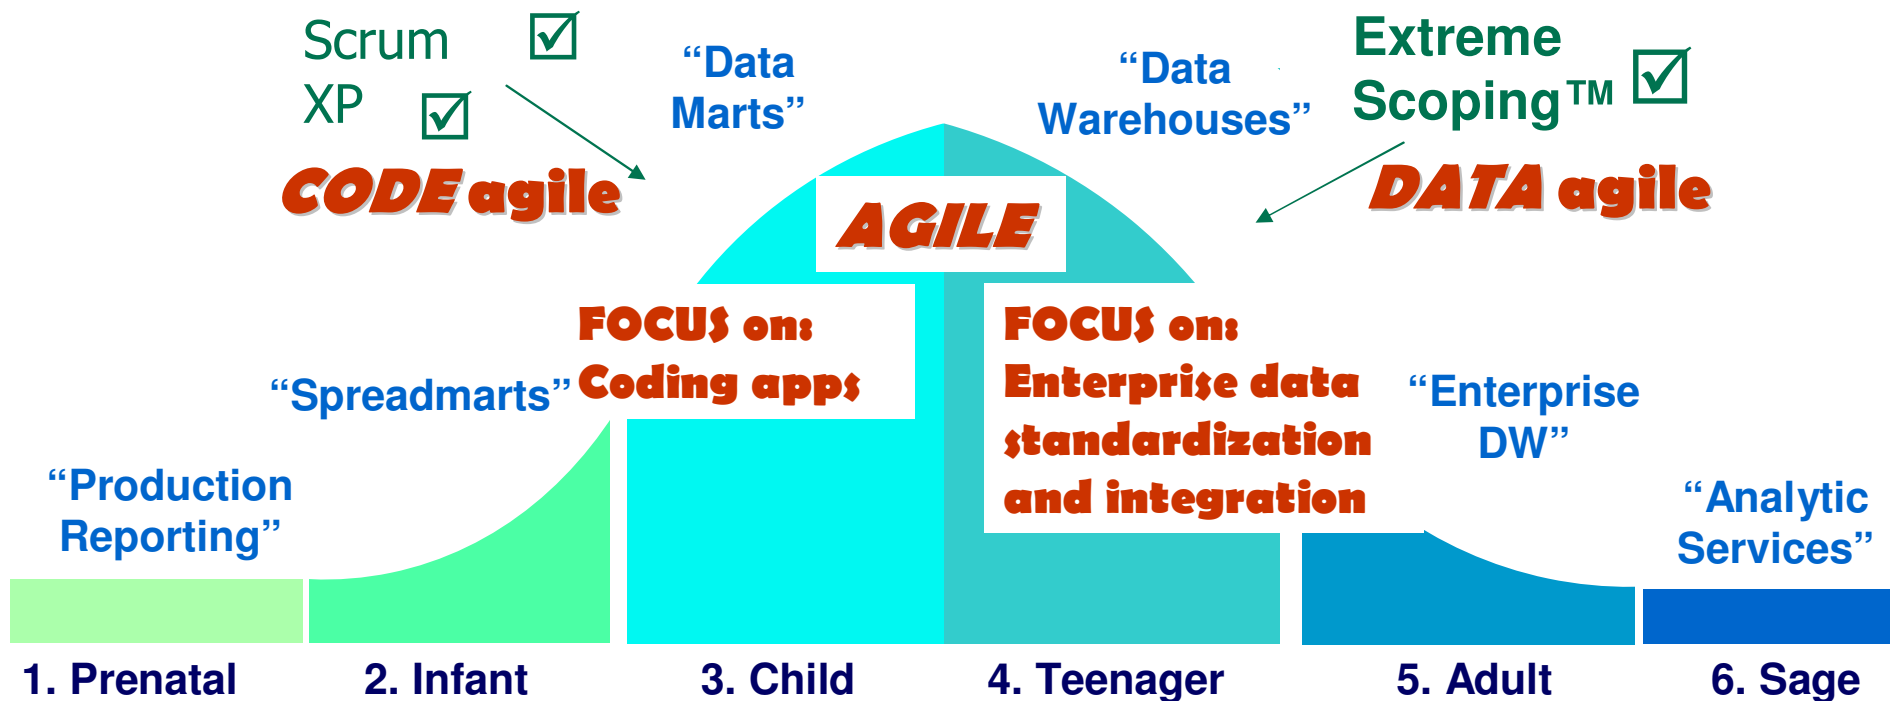 Scrum
XP
CODE agile
“Data
Marts”
“Data
Warehouses”
Extreme
Scoping™
DATA agile
AGILE
FOCUS on:
Coding apps
FOCUS on:
Enterprise data
standardization
and integration
“Spreadmarts”
“Enterprise
DW”
“Production
Reporting”
“Analytic
Services”
1. Prenatal
2. Infant
3. Child
4. Teenager
5. Adult
6. Sage